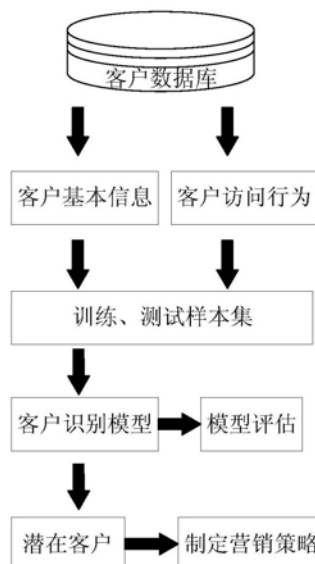 客户数据库
客户基本信息
客户访问行为
训练、测试样本集
客户识别模型
模型评估
潜在客户
制定营销策略